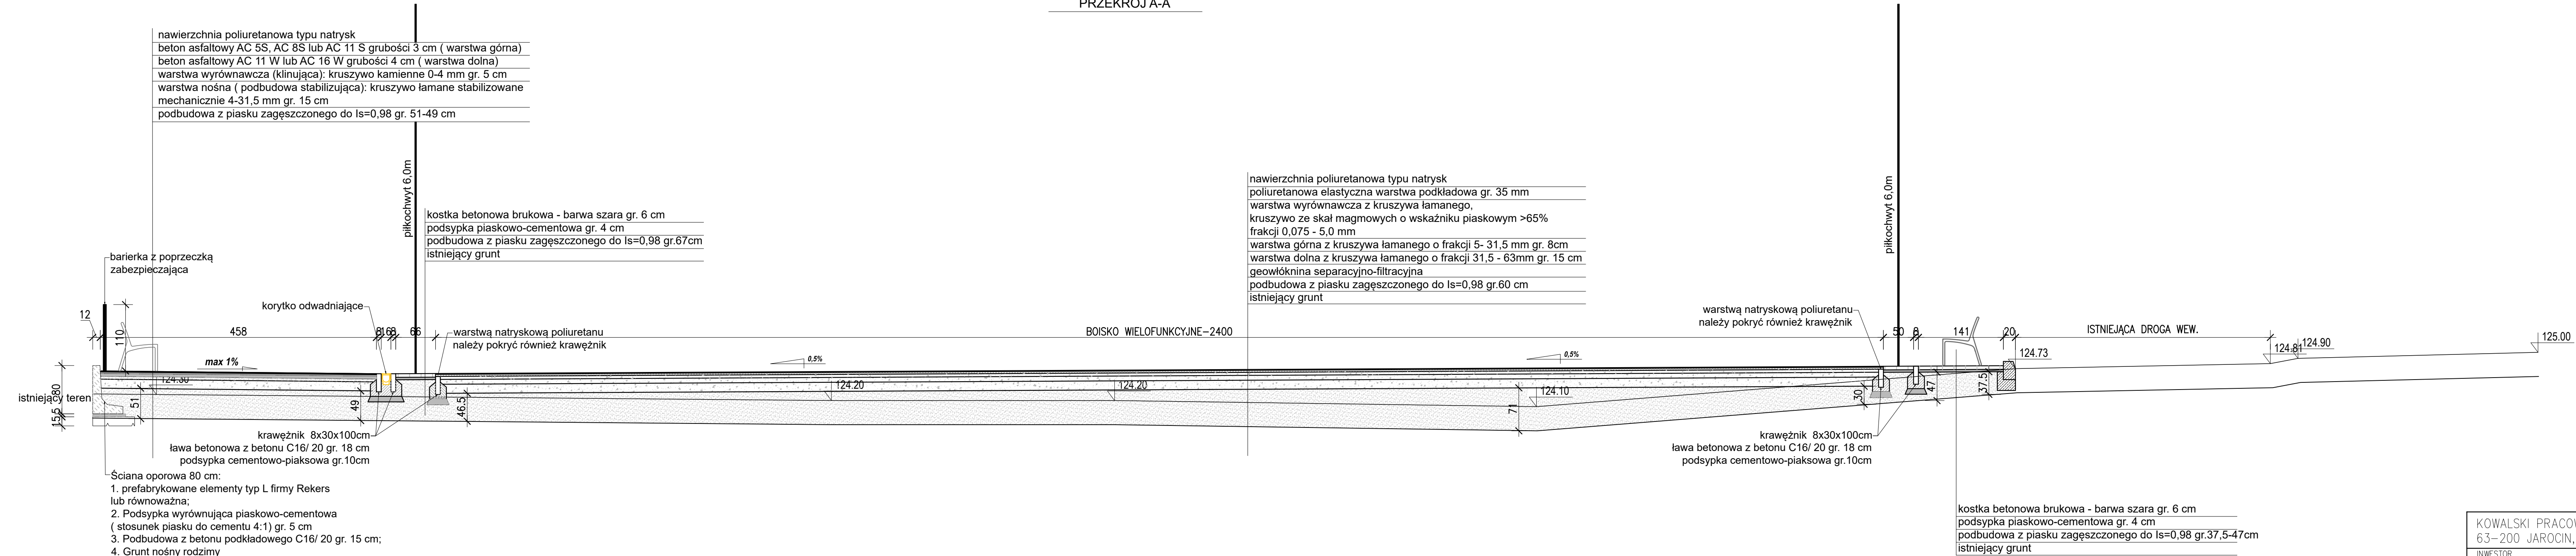 PRZEKRÓJ A-A
nawierzchnia poliuretanowa typu natrysk
beton asfaltowy AC 5S, AC 8S lub AC 11 S grubości 3 cm ( warstwa górna)
beton asfaltowy AC 11 W lub AC 16 W grubości 4 cm ( warstwa dolna)
warstwa wyrównawcza (klinująca): kruszywo kamienne 0-4 mm gr. 5 cm
warstwa nośna ( podbudowa stabilizująca): kruszywo łamane stabilizowane
mechanicznie 4-31,5 mm gr. 15 cm
podbudowa z piasku zagęszczonego do Is=0,98 gr. 51-49 cm
piłkochwyt 6,0m
kostka betonowa brukowa - barwa szara gr. 6 cm
podsypka piaskowo-cementowa gr. 4 cm
podbudowa z piasku zagęszczonego do Is=0,98 gr.67cm
istniejący grunt
nawierzchnia poliuretanowa typu natrysk
poliuretanowa elastyczna warstwa podkładowa gr. 35 mm
warstwa wyrównawcza z kruszywa łamanego,
kruszywo ze skał magmowych o wskaźniku piaskowym >65%
frakcji 0,075 - 5,0 mm
warstwa górna z kruszywa łamanego o frakcji 5- 31,5 mm gr. 8cm
warstwa dolna z kruszywa łamanego o frakcji 31,5 - 63mm gr. 15 cm
geowłóknina separacyjno-filtracyjna
podbudowa z piasku zagęszczonego do Is=0,98 gr.60 cm
istniejący grunt
piłkochwyt 6,0m
barierka z poprzeczką
zabezpieczająca
korytko odwadniające
warstwą natryskową poliuretanu
należy pokryć również krawężnik
warstwą natryskową poliuretanu
należy pokryć również krawężnik
12
110
458
8
16
8
66
BOISKO WIELOFUNKCYJNE-2400
50
8
141
20
ISTNIEJĄCA DROGA WEW.
max 1%
0,5%
0,5%
124.73
124.81
124.90
125.00
124.30
124.20
124.20
124.10
istniejący teren
80
15
5
51
49
46.5
71
30
47
37.5
krawężnik 8x30x100cm
ława betonowa z betonu C16/ 20 gr. 18 cm
podsypka cementowo-piaksowa gr.10cm
krawężnik 8x30x100cm
ława betonowa z betonu C16/ 20 gr. 18 cm
podsypka cementowo-piaksowa gr.10cm
Ściana oporowa 80 cm:
1. prefabrykowane elementy typ L firmy Rekers
lub równoważna;
2. Podsypka wyrównująca piaskowo-cementowa
( stosunek piasku do cementu 4:1) gr. 5 cm
3. Podbudowa z betonu podkładowego C16/ 20 gr. 15 cm;
4. Grunt nośny rodzimy
kostka betonowa brukowa - barwa szara gr. 6 cm
podsypka piaskowo-cementowa gr. 4 cm
podbudowa z piasku zagęszczonego do Is=0,98 gr.37,5-47cm
istniejący grunt
KOWALSKI PRACOW
63-200 JAROCIN,
INWESTOR